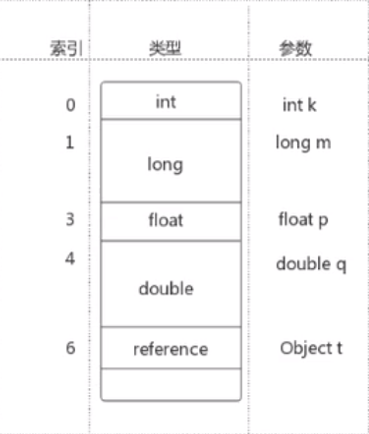 索引 类型 参数
0 int int k
1 long long m
3 float float p
4 double double q
6 reference Object t